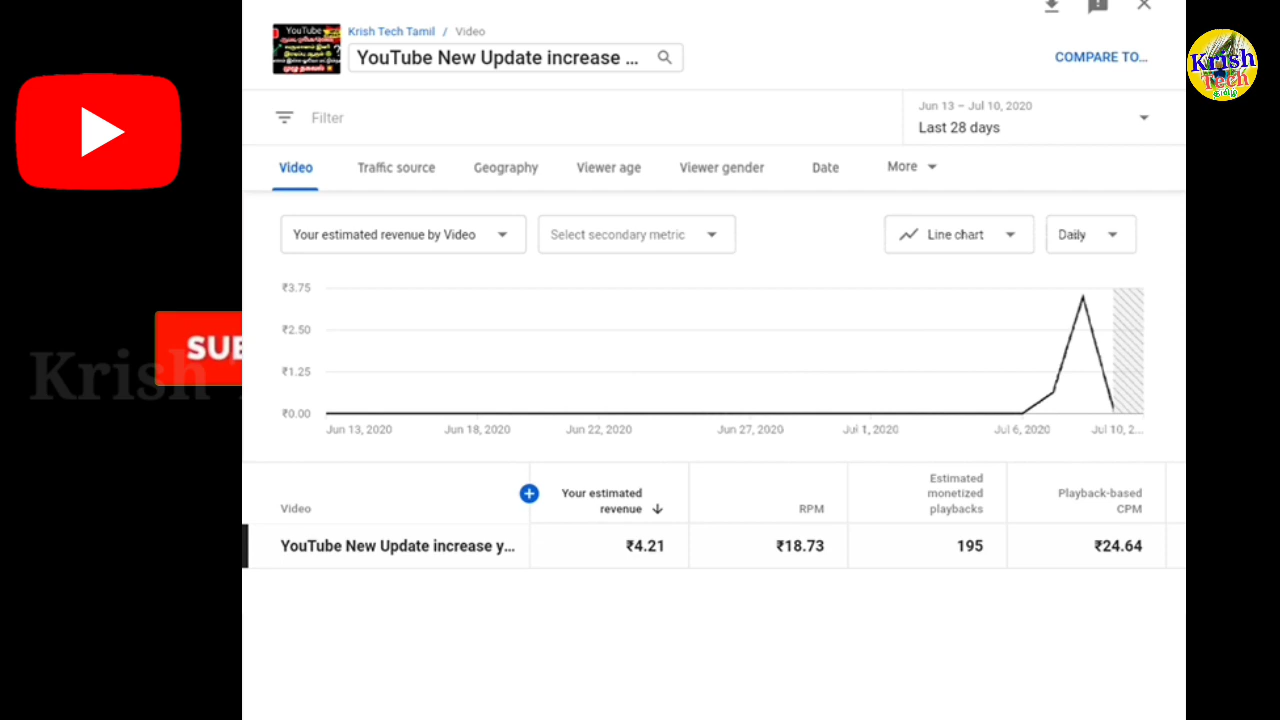 Krish Tech Tamil / Video
YouTube New Update increase ...
COMPARE TO...
Krish
Tech
தமிழ்
Filter
Jun 13 – Jul 10, 2020
Last 28 days
Video Traffic source Geography Viewer age Viewer gender Date More
Your estimated revenue by Video
Select secondary metric
Line chart
Daily
₹3.75
₹2.50
₹1.25
₹0.00
Jun 13, 2020 Jun 18, 2020 Jun 22, 2020 Jun 27, 2020 Jul 1, 2020 Jul 6, 2020 Jul 10, 2...
SUB
Krish
Video
Your estimated
revenue
RPM
Estimated
monetized
playbacks
Playback-based
CPM
YouTube New Update increase y... ₹4.21 ₹18.73 195 ₹24.64